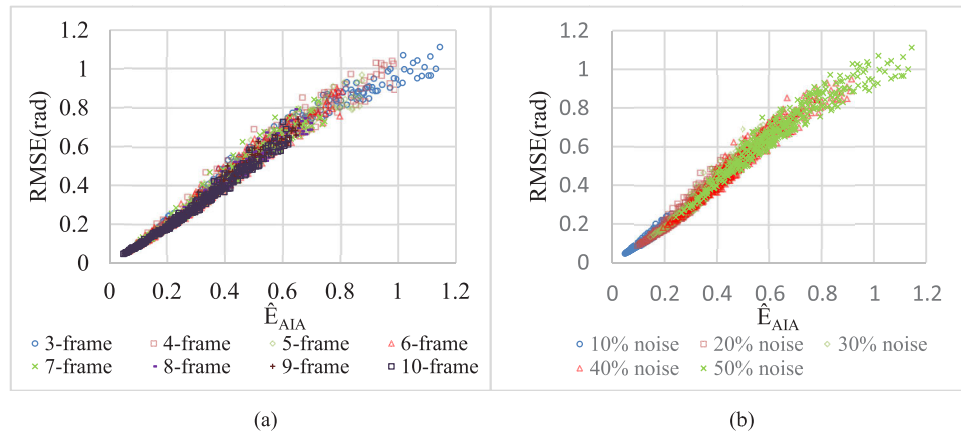 1.2
1
0.8
0.6
0.4
0.2
0
RMSE(rad)
0 0.2 0.4 0.6 0.8 1 1.2
Ê_AIA
3-frame 4-frame 5-frame 6-frame
7-frame 8-frame 9-frame 10-frame
(a)
1.2
1
0.8
0.6
0.4
0.2
0
RMSE(rad)
0 0.2 0.4 0.6 0.8 1 1.2
Ê_AIA
10% noise 20% noise 30% noise
40% noise 50% noise
(b)